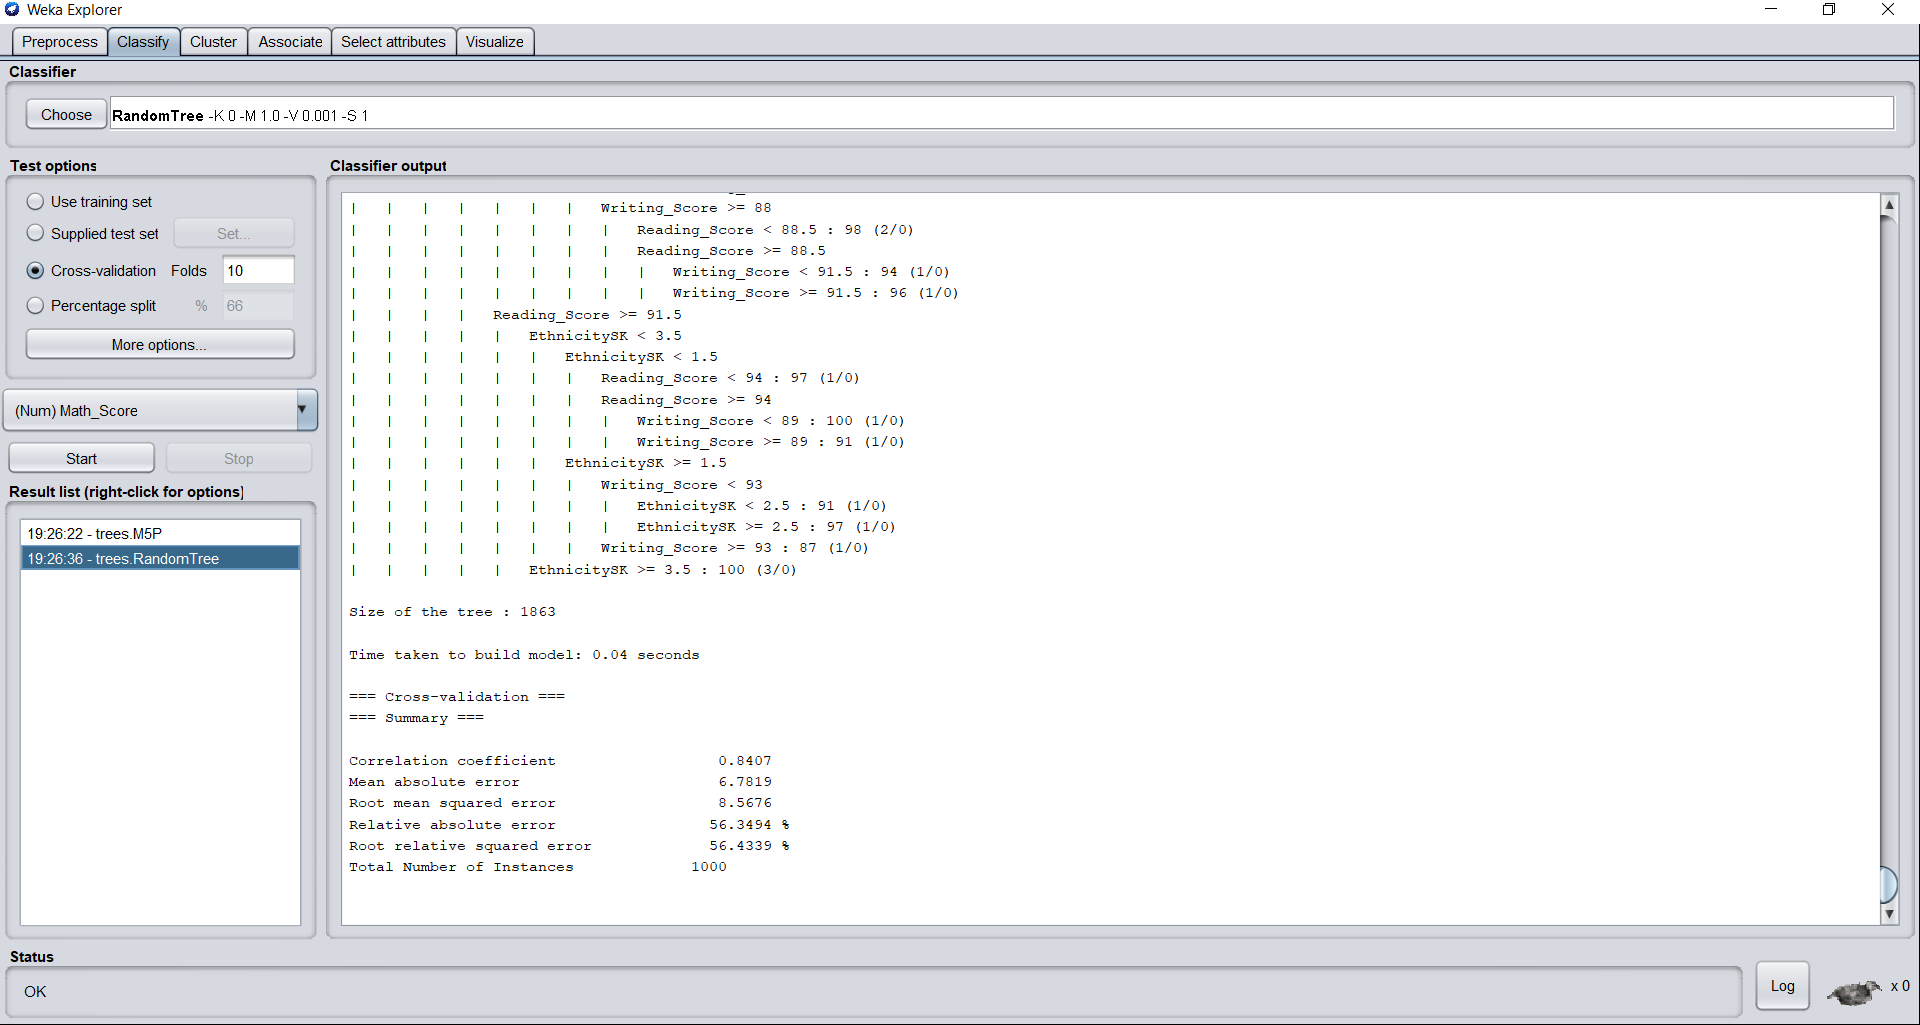 Weka Explorer
Preprocess Classify Cluster Associate Select attributes Visualize
Classifier
Choose RandomTree -K 0 -M 1.0 -V 0.001 -S 1
Test options
Use training set
Supplied test set Set...
Cross-validation Folds 10
Percentage split % 66
More options...
(Num) Math_Score
Start Stop
Result list (right-click for options)
19:26:22 - trees.M5P
19:26:36 - trees.RandomTree
Classifier output
| | | | | | | Writing_Score >= 88
| | | | | | | | Reading_Score < 88.5 : 98 (2/0)
| | | | | | | | Reading_Score >= 88.5
| | | | | | | | | Writing_Score < 91.5 : 94 (1/0)
| | | | | | | | | Writing_Score >= 91.5 : 96 (1/0)
| | | | Reading_Score >= 91.5
| | | | | EthnicitySK < 3.5
| | | | | | EthnicitySK < 1.5
| | | | | | | Reading_Score < 94 : 97 (1/0)
| | | | | | | Reading_Score >= 94
| | | | | | | | Writing_Score < 89 : 100 (1/0)
| | | | | | | | Writing_Score >= 89 : 91 (1/0)
| | | | | | EthnicitySK >= 1.5
| | | | | | | Writing_Score < 93
| | | | | | | | EthnicitySK < 2.5 : 91 (1/0)
| | | | | | | | EthnicitySK >= 2.5 : 97 (1/0)
| | | | | | | Writing_Score >= 93 : 87 (1/0)
| | | | | EthnicitySK >= 3.5 : 100 (3/0)
Size of the tree : 1863
Time taken to build model: 0.04 seconds
=== Cross-validation ===
=== Summary ===
Correlation coefficient 0.8407
Mean absolute error 6.7819
Root mean squared error 8.5676
Relative absolute error 56.3494 %
Root relative squared error 56.4339 %
Total Number of Instances 1000
Status
OK
Log x 0